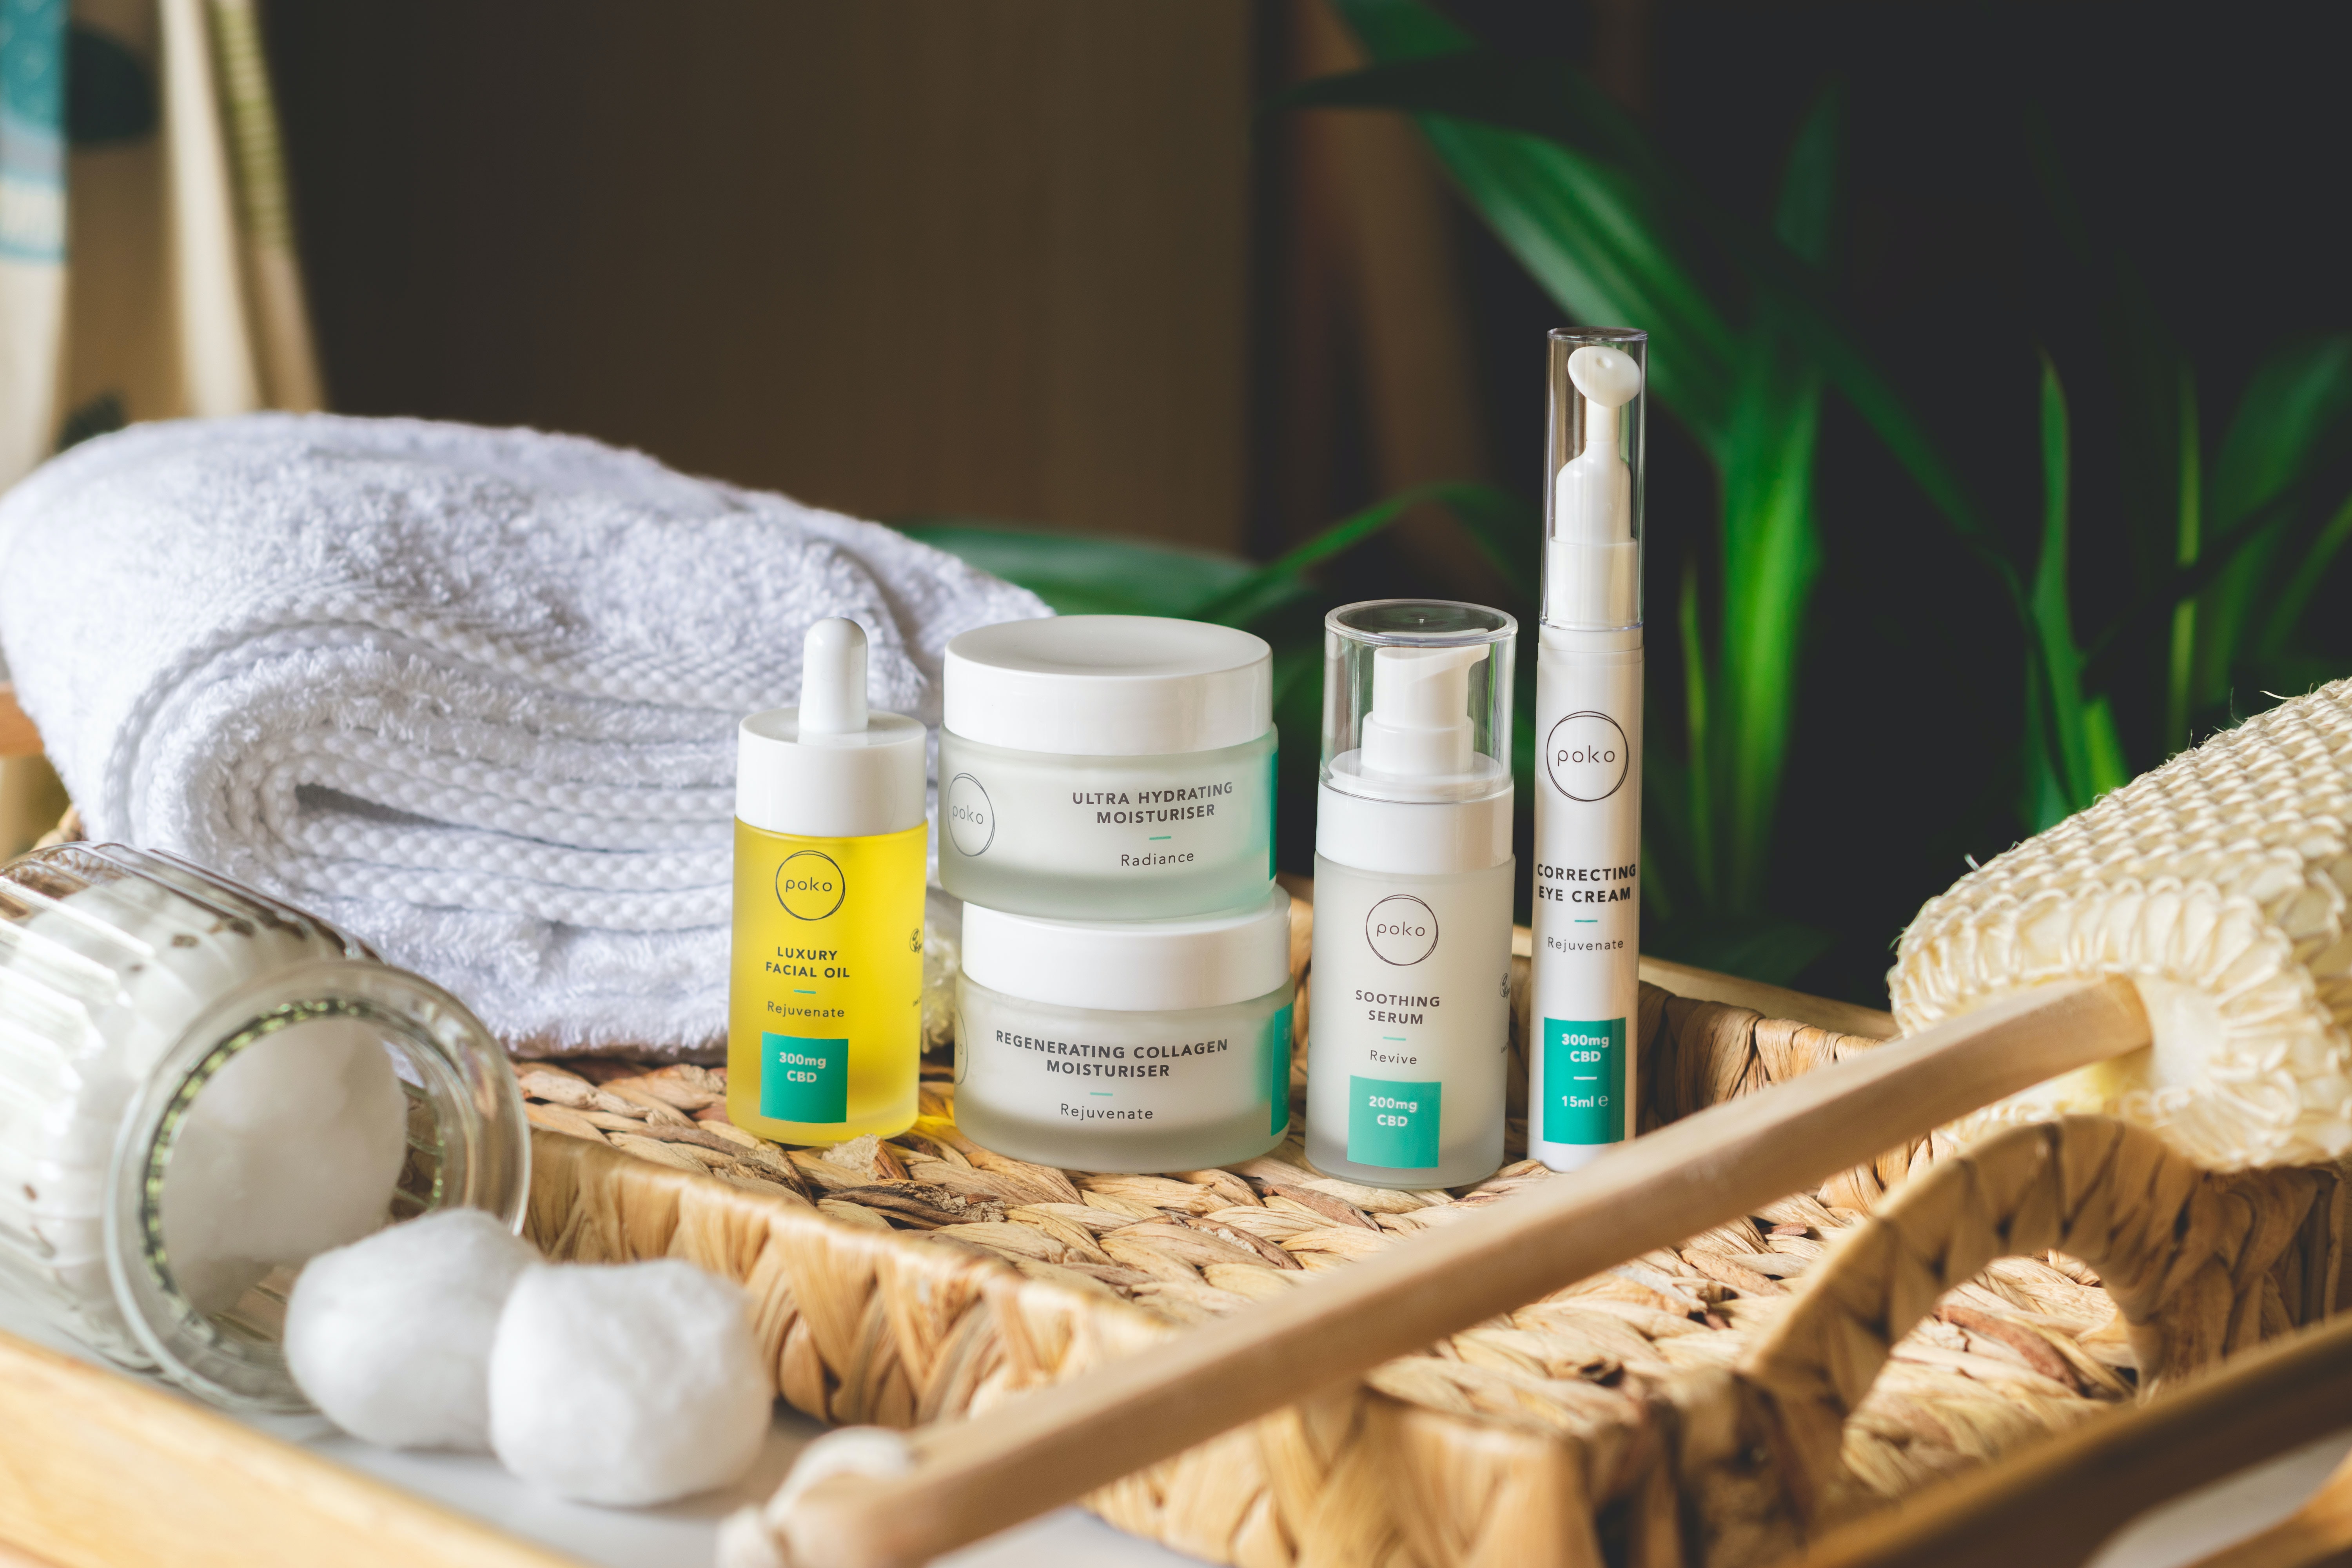 poko
LUXURY
FACIAL OIL
Rejuvenate
300mg
CBD
poko
ULTRA HYDRATING
MOISTURISER
Radiance
REGENERATING COLLAGEN
MOISTURISER
Rejuvenate
poko
SOOTHING
SERUM
Revive
200mg
CBD
poko
CORRECTING
EYE CREAM
Rejuvenate
300mg
CBD
15ml ℮